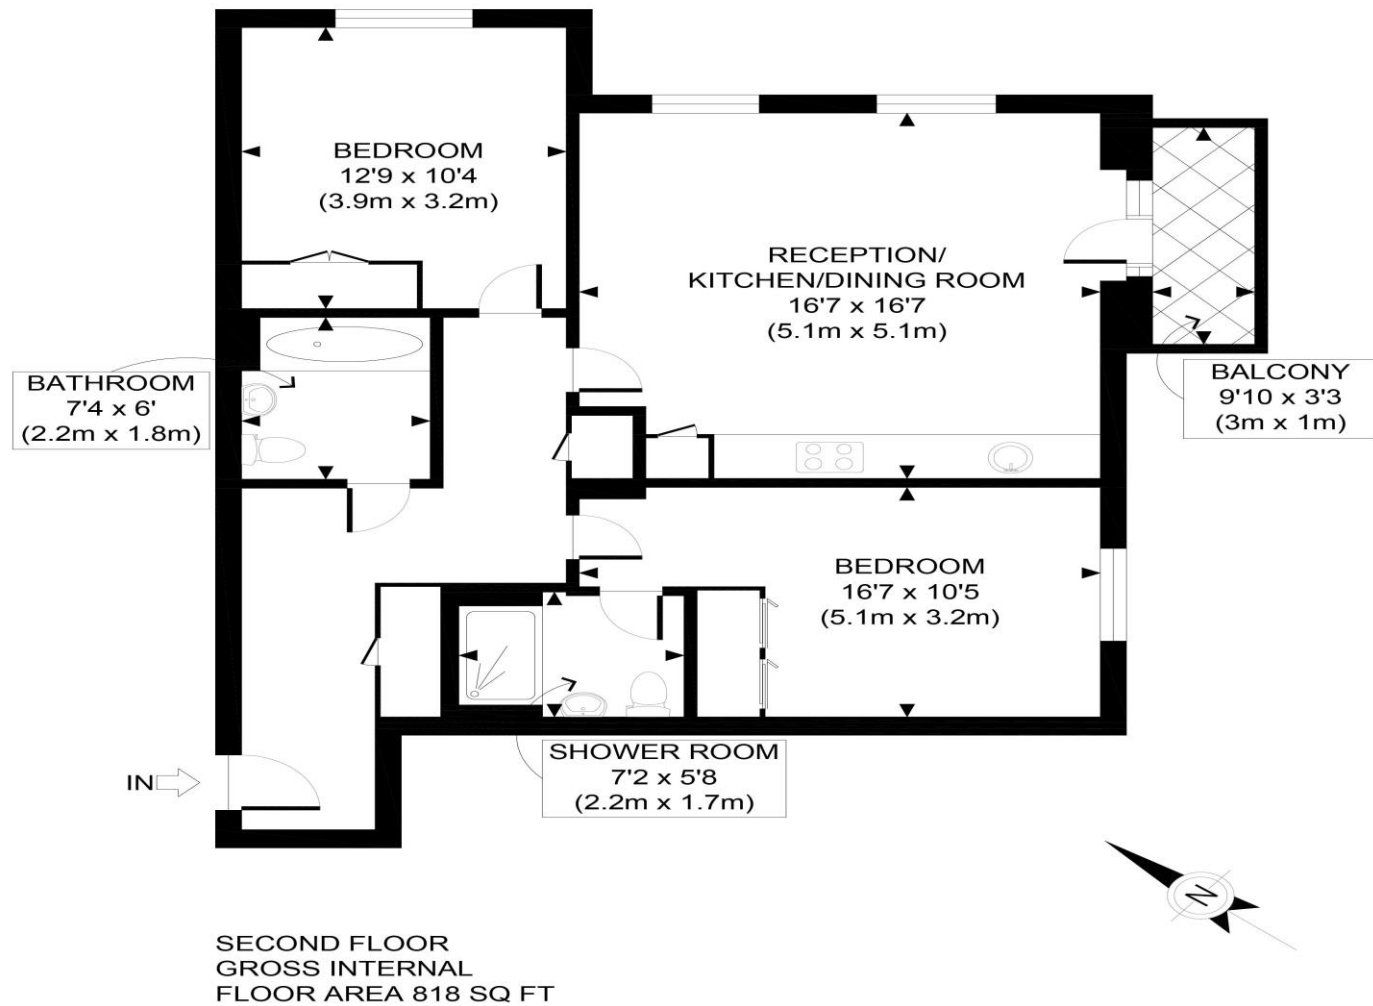 BEDROOM
12'9 x 10'4
(3.9m x 3.2m)
RECEPTION/
KITCHEN/DINING ROOM
16'7 x 16'7
(5.1m x 5.1m)
BATHROOM
7'4 x 6'
(2.2m x 1.8m)
BALCONY
9'10 x 3'3
(3m x 1m)
BEDROOM
16'7 x 10'5
(5.1m x 3.2m)
SHOWER ROOM
7'2 x 5'8
(2.2m x 1.7m)
IN
N
SECOND FLOOR
GROSS INTERNAL
FLOOR AREA 818 SQ FT